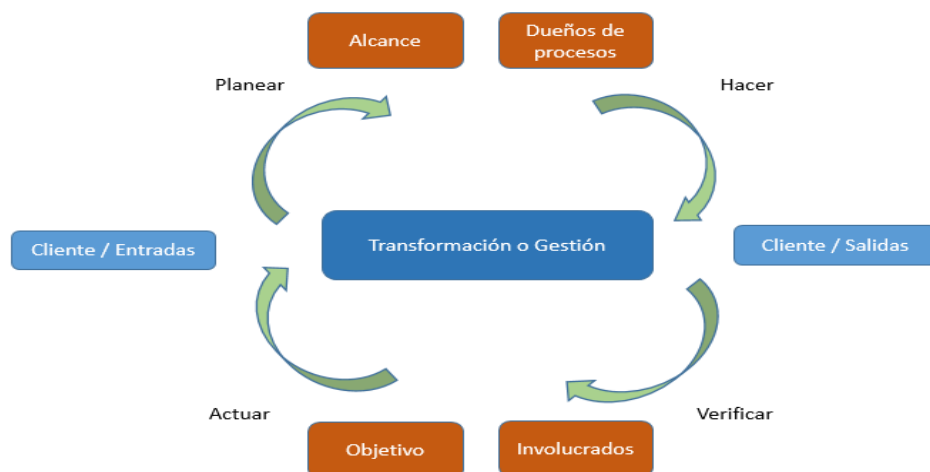 Alcance
Dueños de
procesos
Planear
Hacer
Cliente / Entradas
Transformación o Gestión
Cliente / Salidas
Actuar
Verificar
Objetivo
Involucrados